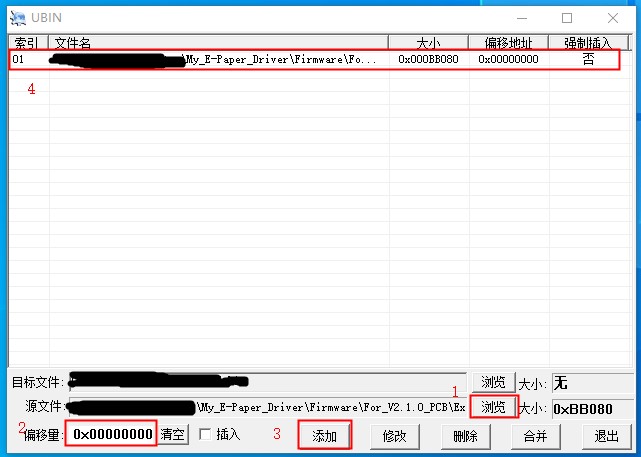 UBIN
索引 文件名 大小 偏移地址 强制插入
01 \My_E-Paper_Driver\Firmware\Fo... 0x000BB080 0x00000000 否
4
目标文件: 浏览 大小: 无
1
源文件: \My_E-Paper_Driver\Firmware\For_V2.1.0_PCB\Ex 浏览 大小: 0xBB080
2
偏移量: 0x00000000 清空 插入 3 添加 修改 删除 合并 退出